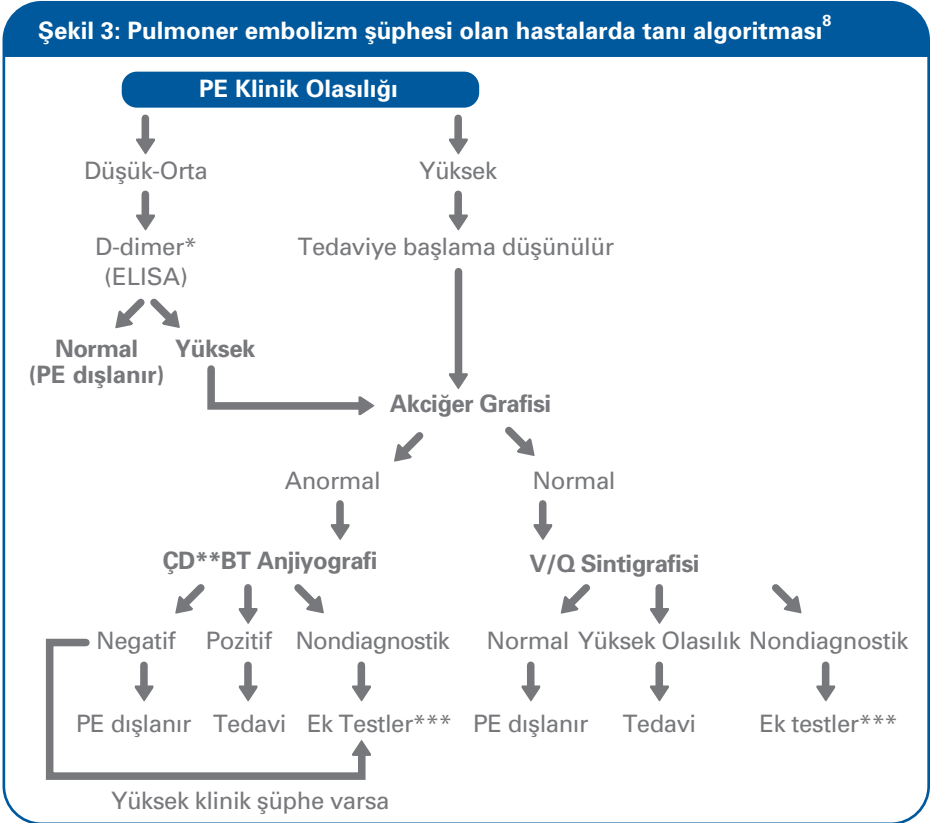 Şekil 3: Pulmoner embolizm şüphesi olan hastalarda tanı algoritması8
PE Klinik Olasılığı
Düşük-Orta
Yüksek
D-dimer*
(ELISA)
Tedaviye başlama düşünülür
Normal
(PE dışlanır)
Yüksek
Akciğer Grafisi
Anormal
Normal
ÇD**BT Anjiyografi
V/Q Sintigrafisi
Negatif
Pozitif
Nondiagnostik
Normal
Yüksek Olasılık
Nondiagnostik
PE dışlanır
Tedavi
Ek Testler***
PE dışlanır
Tedavi
Ek testler***
Yüksek klinik şüphe varsa